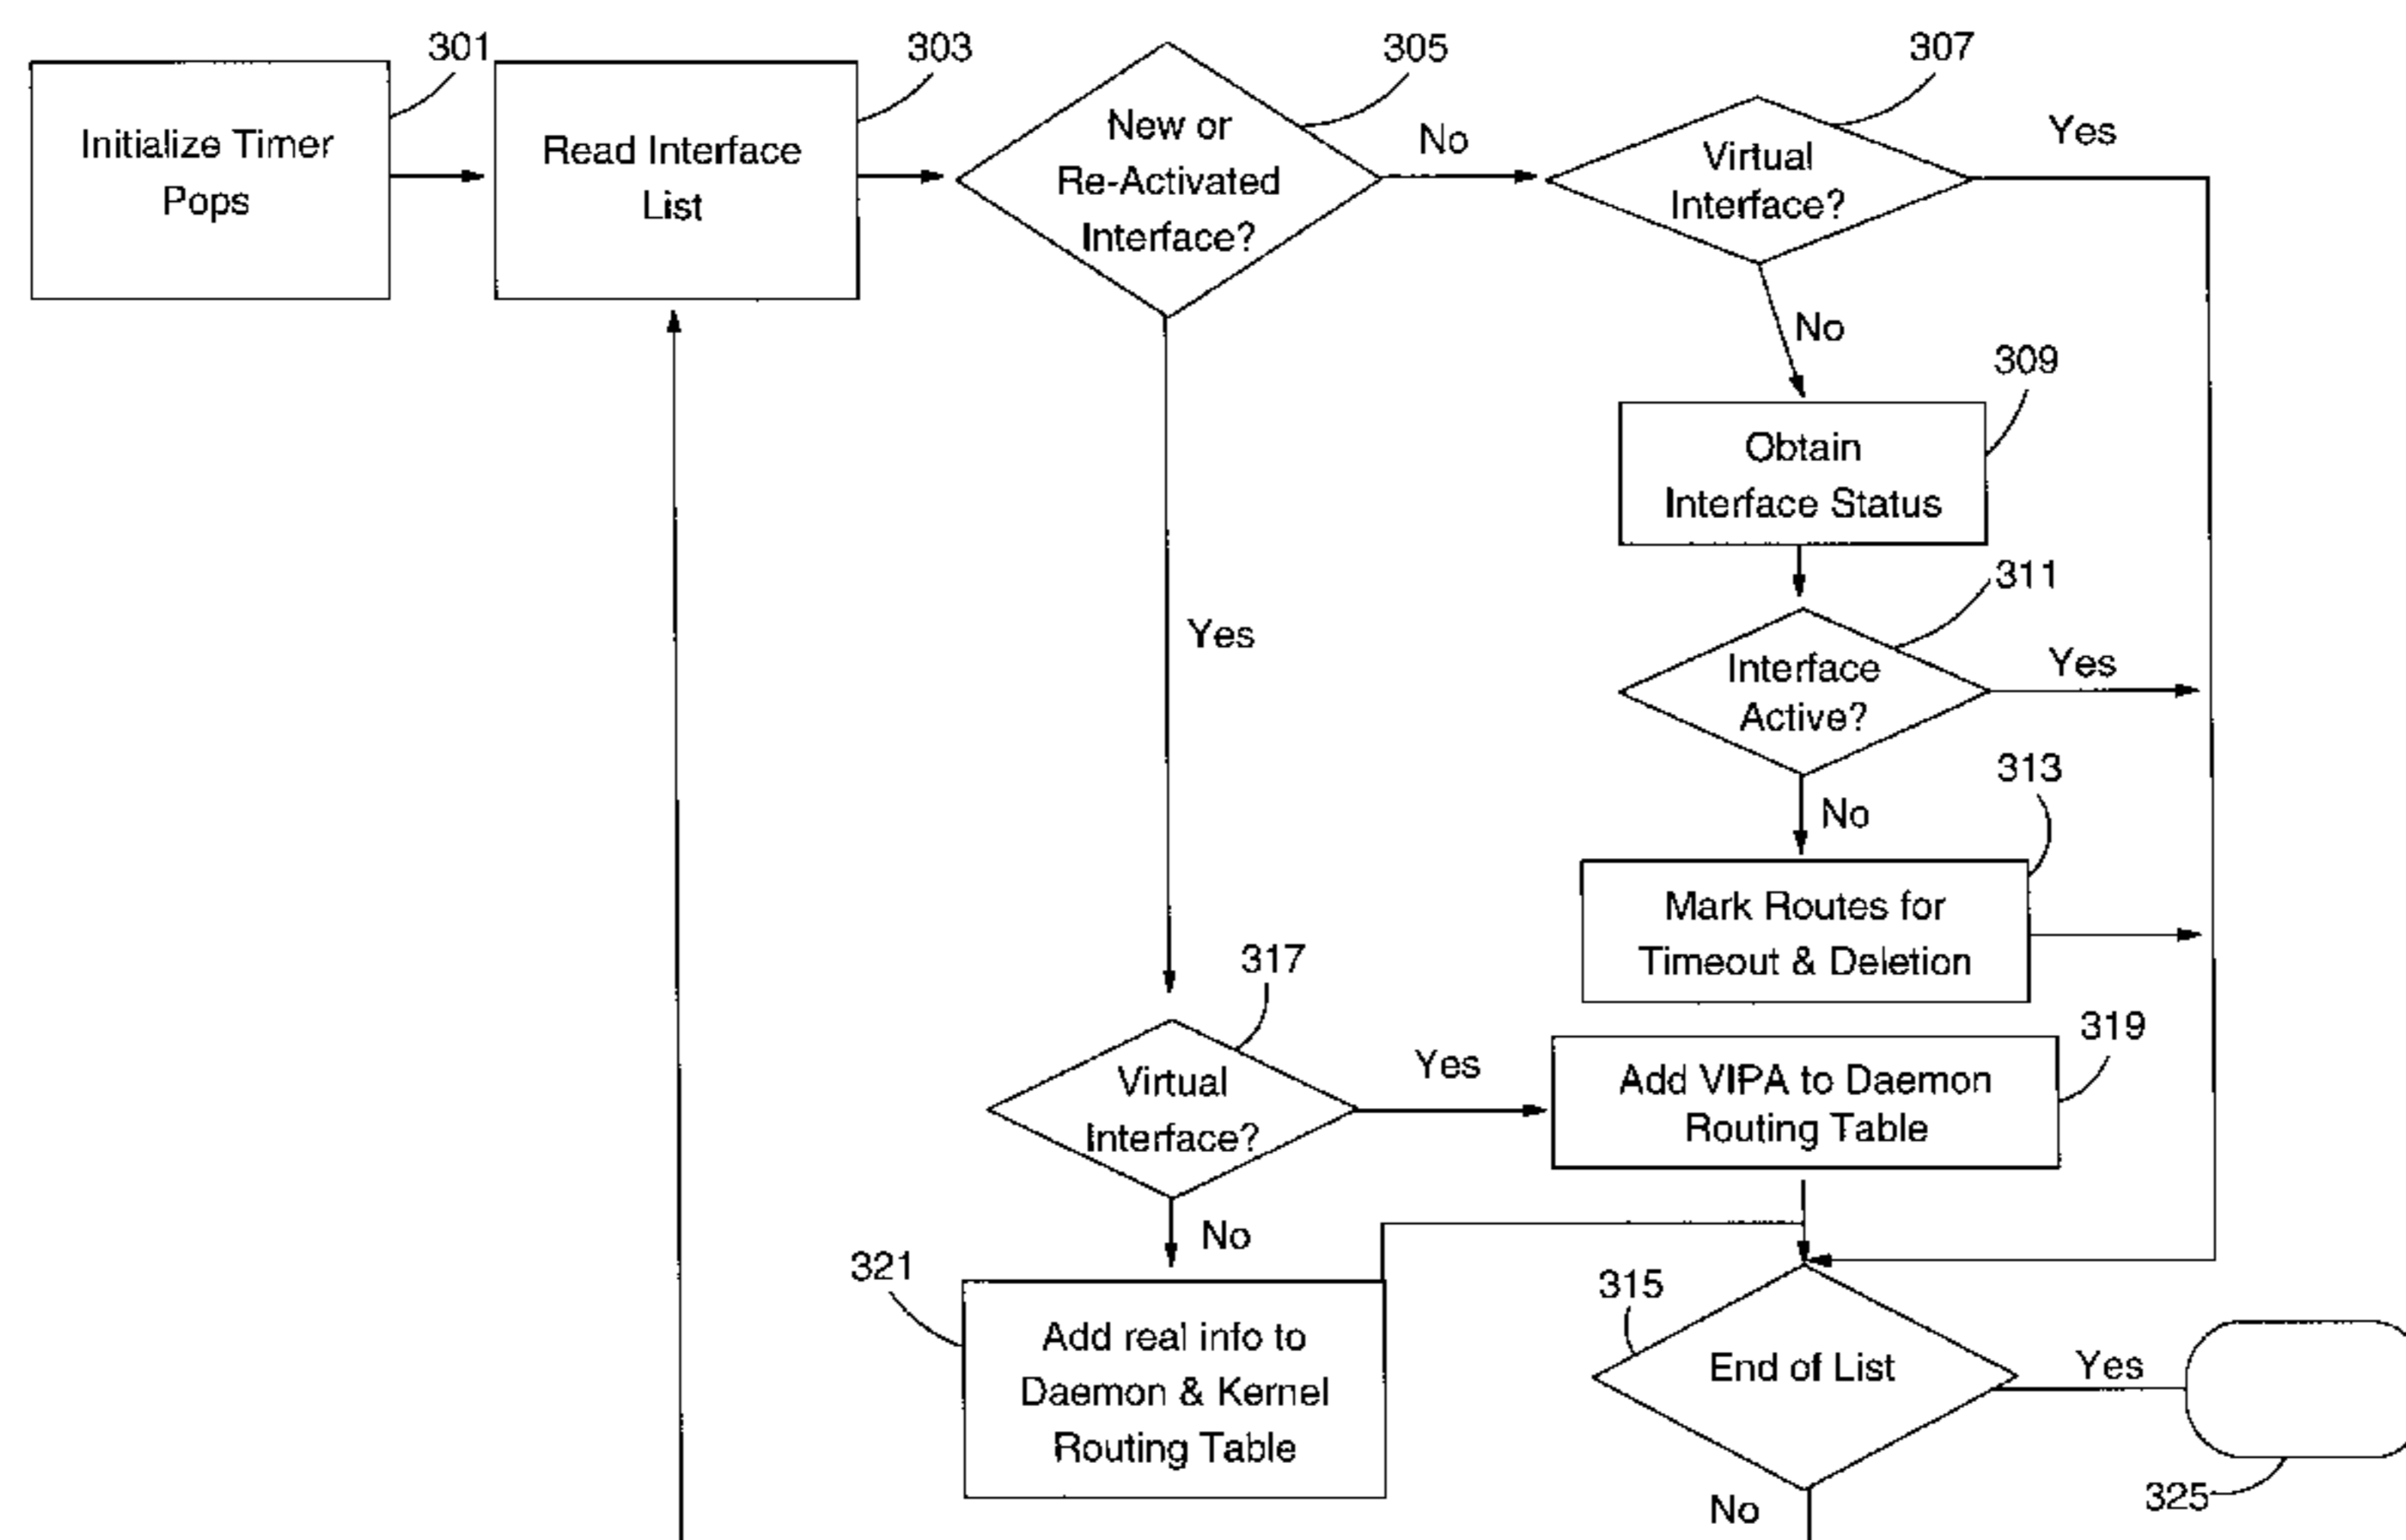 301
303
305
307
Initialize Timer
Pops
Read Interface
List
New or
Re-Activated
Interface?
No
Virtual
Interface?
Yes
No
309
Obtain
Interface Status
311
Yes
Interface
Active?
Yes
313
No
Mark Routes for
Timeout & Deletion
317
319
Virtual
Interface?
Yes
Add VIPA to Daemon
Routing Table
No
321
315
Add real info to
Daemon & Kernel
Routing Table
End of List
Yes
325
No